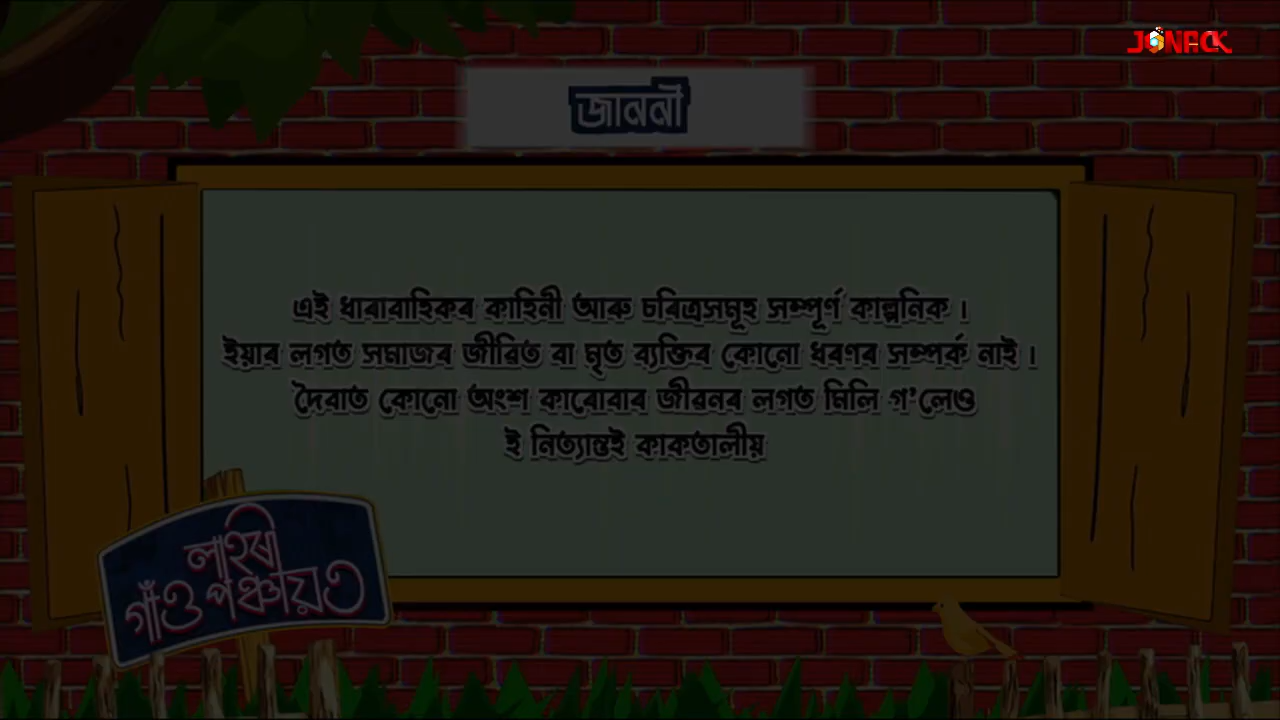 JONACK
জাননী
এই ধাৰাবাহিকৰ কাহিনী আৰু চৰিত্ৰসমূহ সম্পূৰ্ণ কাল্পনিক ।
ইয়াৰ লগত সমাজৰ জীৱিত বা মৃত ব্যক্তিৰ কোনো ধৰণৰ সম্পৰ্ক নাই ।
দৈৱাত কোনো অংশ কাৰোবাৰ জীৱনৰ লগত মিলি গ’লেও
ই নিত্যান্তই কাকতালীয়
লাহৰী
গাঁও পঞ্চায়ত